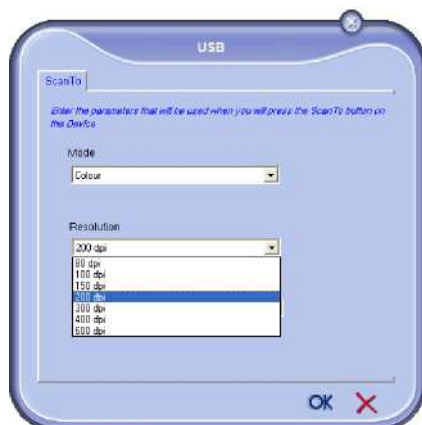 USB
ScanTo
Enter the parameters that will be used when you will press the ScanTo button on
the Device
Mode
Colour
Resolution
200 dpi
80 dpi
100 dpi
150 dpi
200 dpi
300 dpi
400 dpi
600 dpi
OK